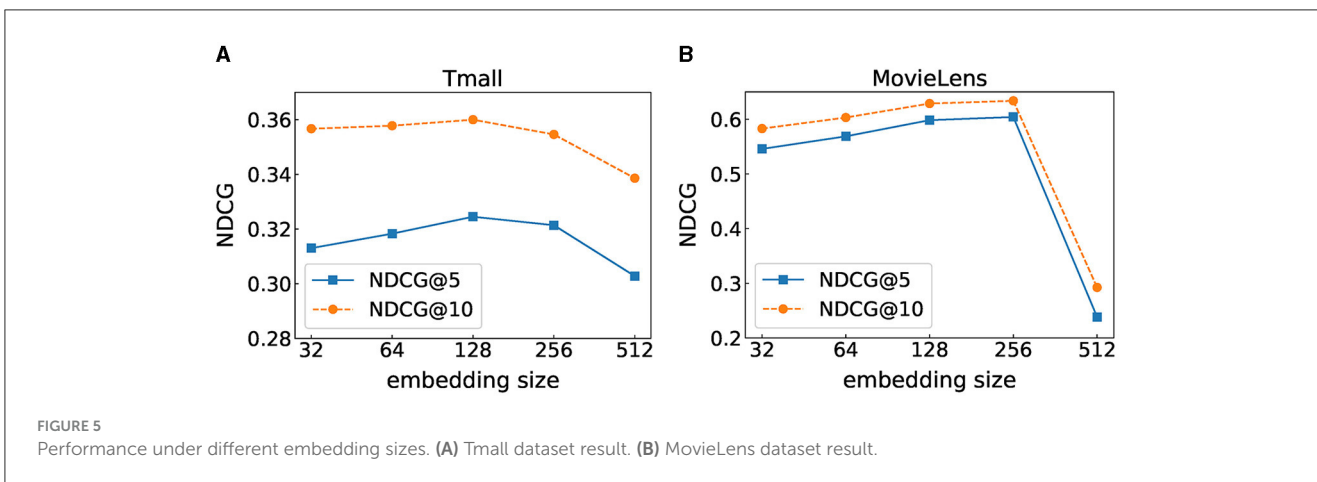 A
Tmall
NDCG
0.36
0.34
0.32
0.30
0.28
NDCG@5
NDCG@10
32 64 128 256 512
embedding size
B
MovieLens
NDCG
0.6
0.5
0.4
0.3
0.2
NDCG@5
NDCG@10
32 64 128 256 512
embedding size
FIGURE 5
Performance under different embedding sizes. (A) Tmall dataset result. (B) MovieLens dataset result.